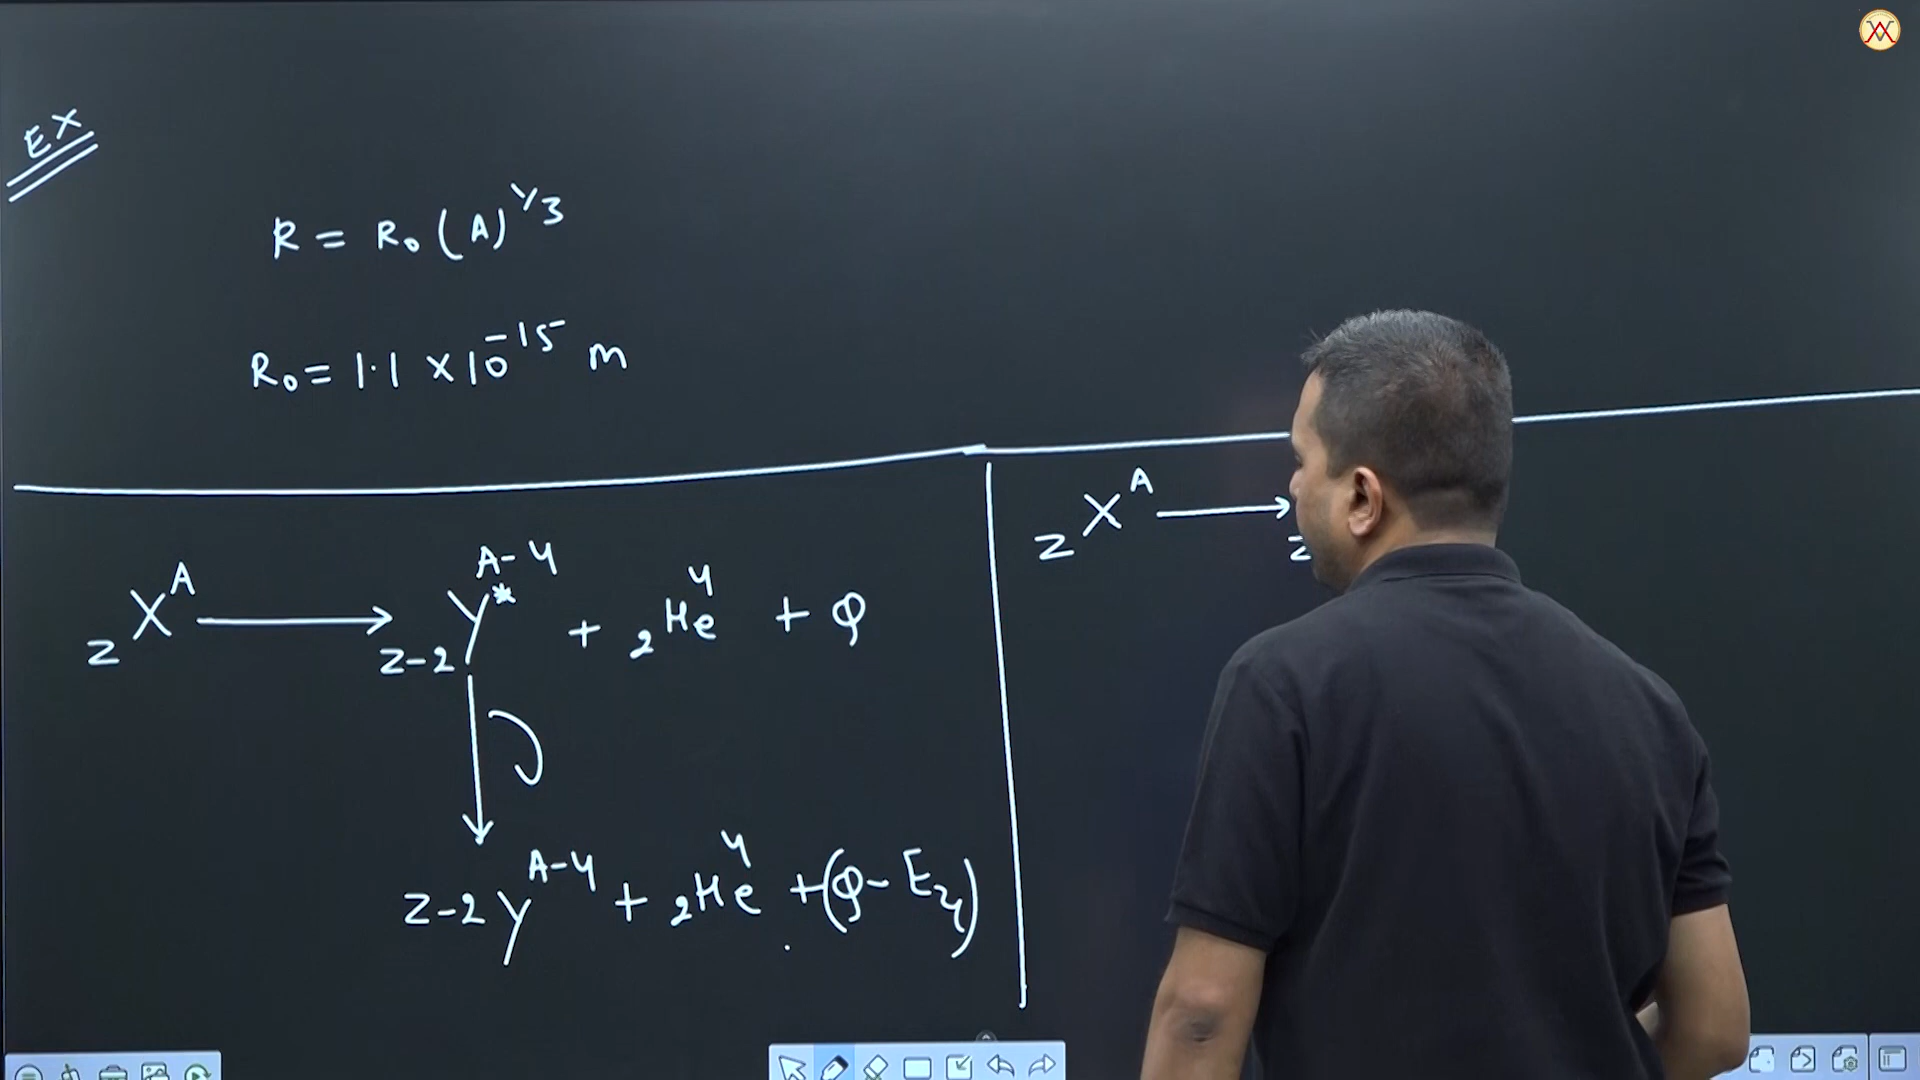 EX
R = R₀ (A)^1/3
R₀ = 1.1 × 10^-15 m
zX^A → z-2Y*^A-4 + ₂He^4 + Q
z-2Y^A-4 + ₂He^4 + (Q - E
zX^A → z